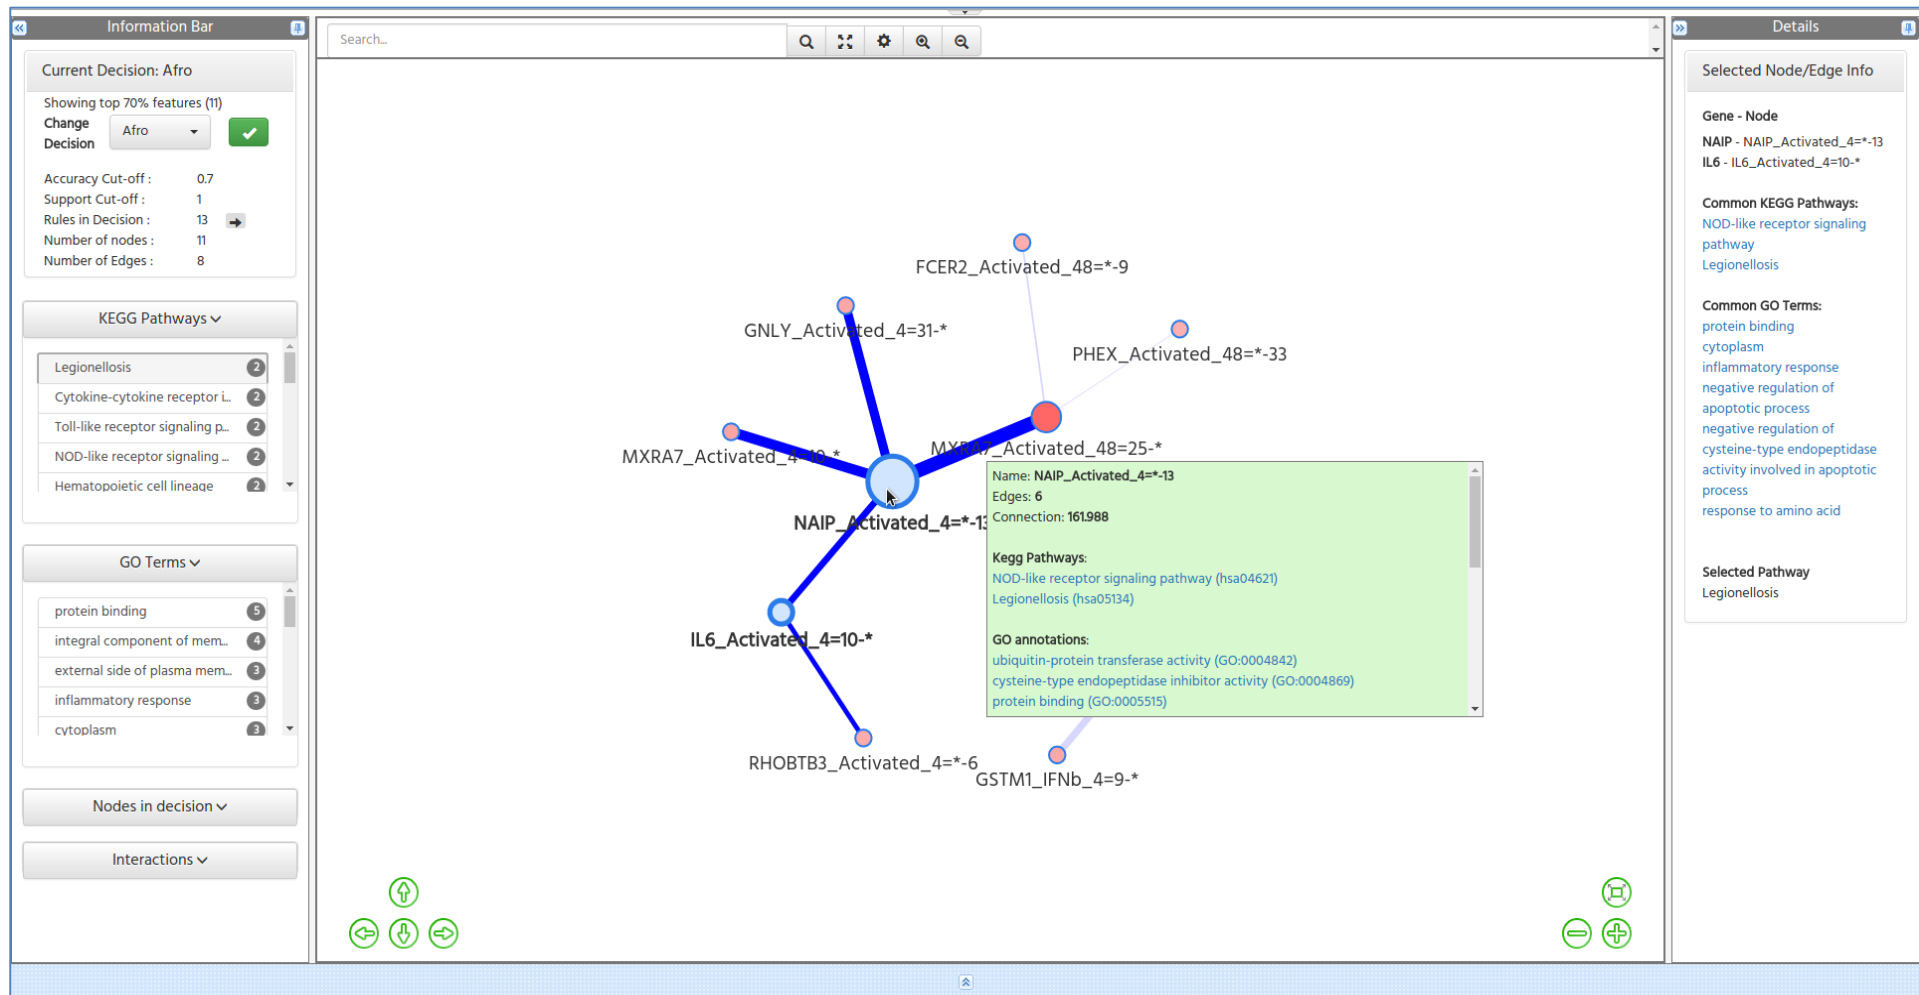 Information Bar
Current Decision: Afro
Showing top 70% features (11)
Change
Decision
Afro
Accuracy Cut-off : 0.7
Support Cut-off : 1
Rules in Decision : 13
Number of nodes : 11
Number of Edges : 8
KEGG Pathways
Legionellosis 2
Cytokine-cytokine receptor i... 2
Toll-like receptor signaling p... 2
NOD-like receptor signaling ... 2
Hematopoietic cell lineage 2
GO Terms
protein binding 5
integral component of mem... 4
external side of plasma mem... 3
inflammatory response 3
cytoplasm 3
Nodes in decision
Interactions
Search...
FCER2_Activated_48=*-9
GNLY_Activated_4=31-*
PHEX_Activated_48=*-33
MXRA7_Activated_48=25-*
MXRA7_Activated_4=10-*
NAIP_Activated_4=*-13
IL6_Activated_4=10-*
RHOBTB3_Activated_4=*-6
GSTM1_IFNb_4=9-*
Name: NAIP_Activated_4=*-13
Edges: 6
Connection: 161.988
Kegg Pathways:
NOD-like receptor signaling pathway (hsa04621)
Legionellosis (hsa05134)
GO annotations:
ubiquitin-protein transferase activity (GO:0004842)
cysteine-type endopeptidase inhibitor activity (GO:0004869)
protein binding (GO:0005515)
Details
Selected Node/Edge Info
Gene - Node
NAIP - NAIP_Activated_4=*-13
IL6 - IL6_Activated_4=10-*
Common KEGG Pathways:
NOD-like receptor signaling
pathway
Legionellosis
Common GO Terms:
protein binding
cytoplasm
inflammatory response
negative regulation of
apoptotic process
negative regulation of
cysteine-type endopeptidase
activity involved in apoptotic
process
response to amino acid
Selected Pathway
Legionellosis